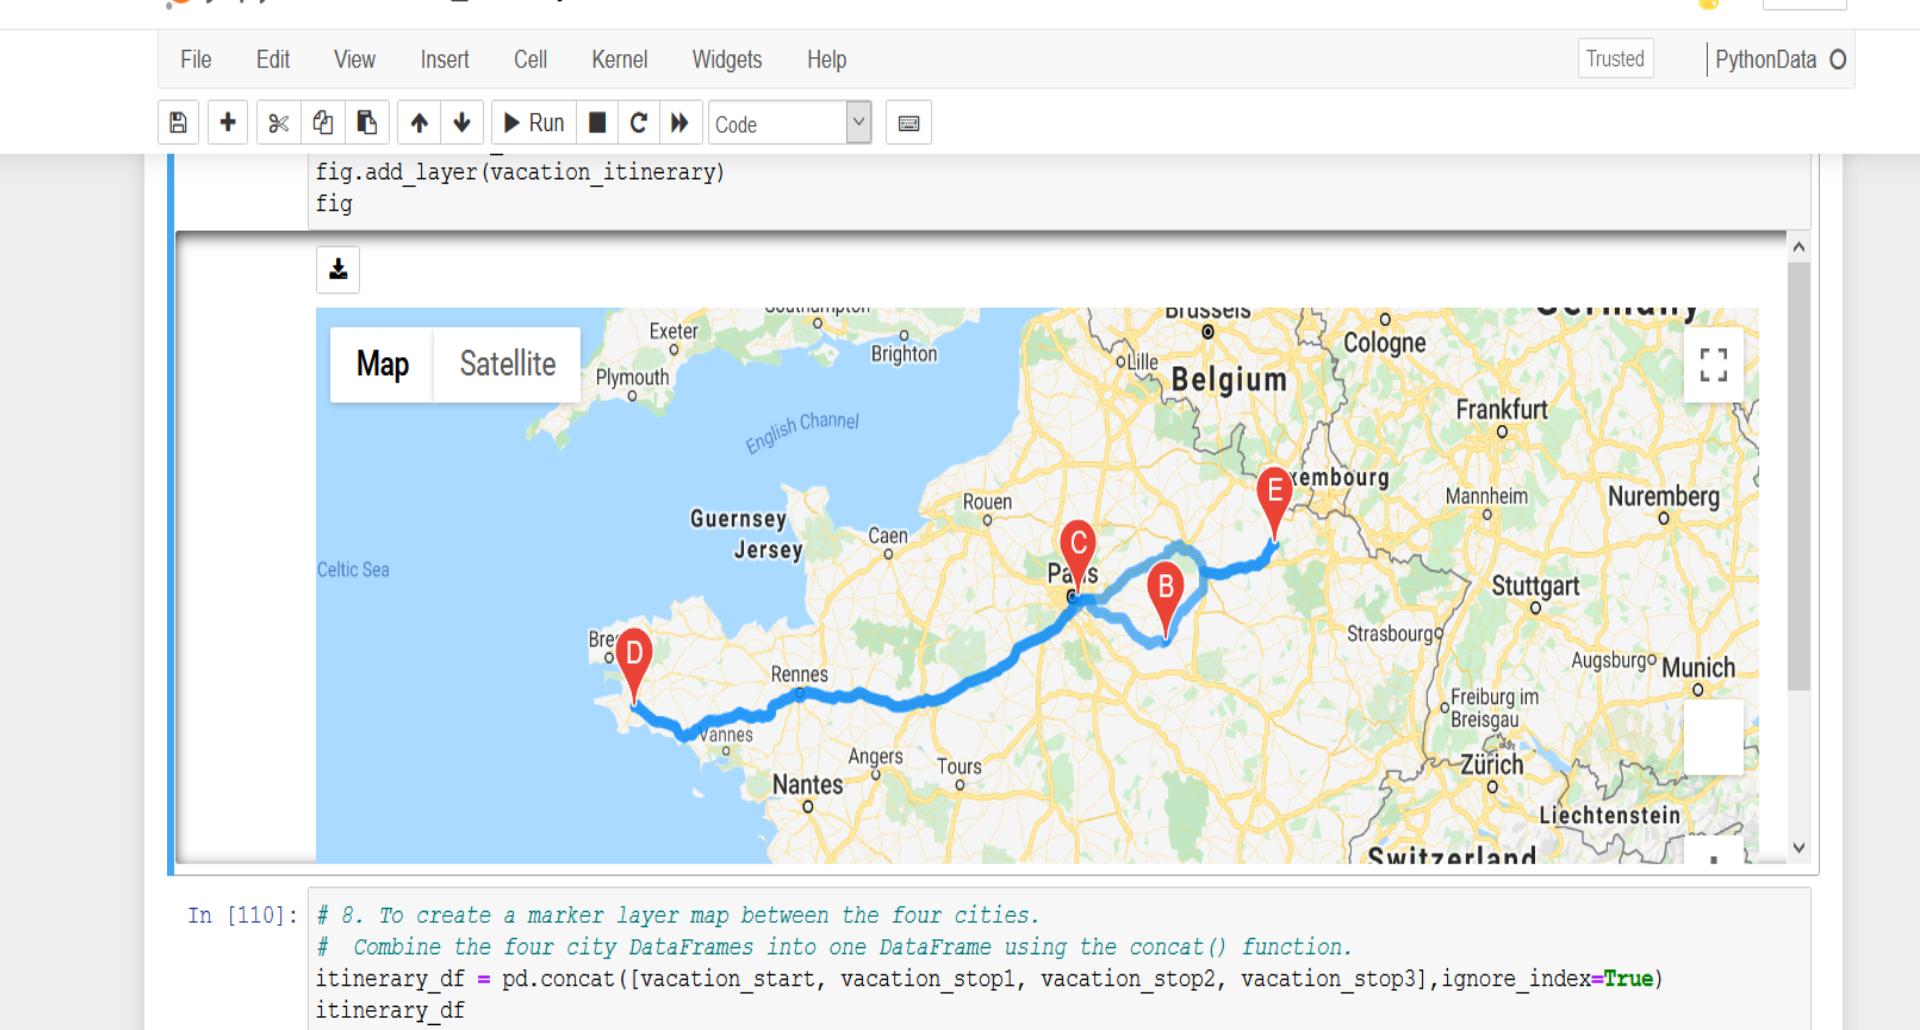 File Edit View Insert Cell Kernel Widgets Help Trusted PythonData
Run Code
fig.add_layer(vacation_itinerary)
fig
Map Satellite
Exeter
Southampton
Brighton
Plymouth
English Channel
Brussels
Lille
Belgium
Cologne
Germany
Frankfurt
E
xembourg
Mannheim
Nuremberg
Guernsey
Jersey
Rouen
Caen
C
Paris
B
Celtic Sea
Stuttgart
Strasbourg
Augsburg
Munich
Bre
D
Rennes
Vannes
Freiburg im
Breisgau
Angers
Tours
Nantes
Zürich
Liechtenstein
Switzerland
In [110]: # 8. To create a marker layer map between the four cities.
# Combine the four city DataFrames into one DataFrame using the concat() function.
itinerary_df = pd.concat([vacation_start, vacation_stop1, vacation_stop2, vacation_stop3],ignore_index=True)
itinerary_df